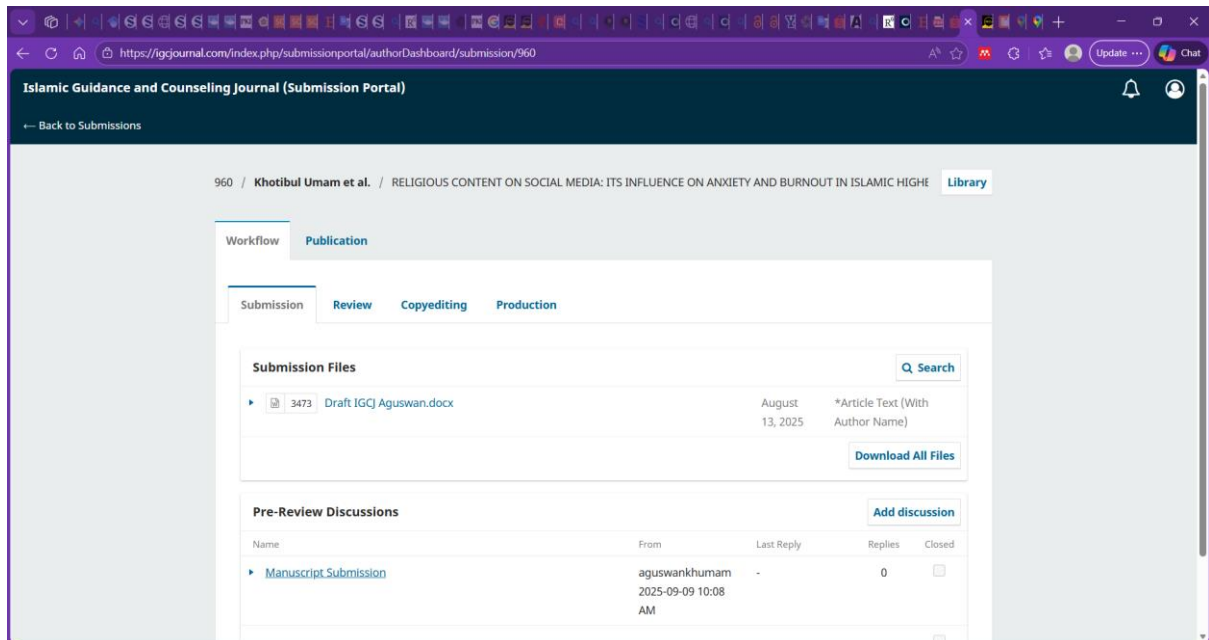 https://igcjournal.com/index.php/submissionportal/authorDashboard/submission/960
Update ...
Chat
Islamic Guidance and Counseling Journal (Submission Portal)
← Back to Submissions
960 / Khotibul Umam et al. / RELIGIOUS CONTENT ON SOCIAL MEDIA: ITS INFLUENCE ON ANXIETY AND BURNOUT IN ISLAMIC HIGHE
Library
Workflow Publication
Submission Review Copyediting Production
Submission Files
Search
3473 Draft IGCJ Aguswan.docx
August
13, 2025
*Article Text (With
Author Name)
Download All Files
Pre-Review Discussions
Add discussion
Name From Last Reply Replies Closed
Manuscript Submission
aguswankhumam
2025-09-09 10:08
AM
-
0